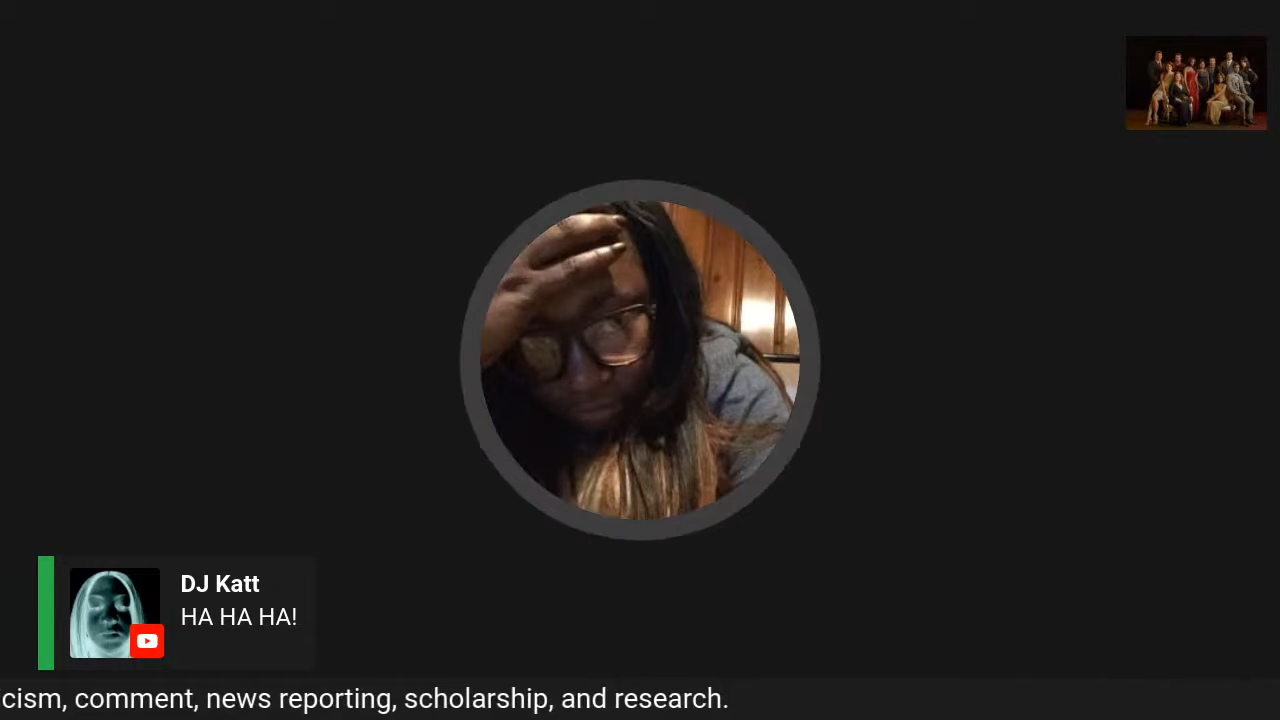 DJ Katt
HA HA HA!
cism, comment, news reporting, scholarship, and research.